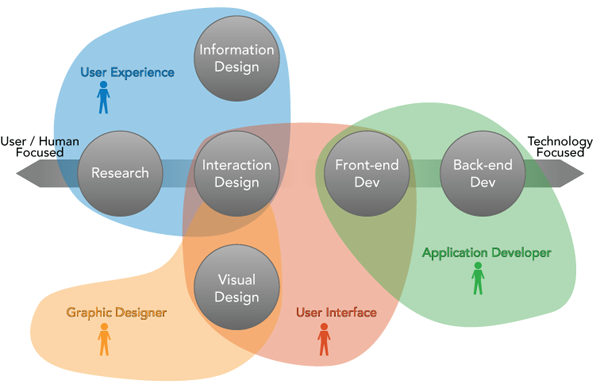 Information
Design
User Experience
User / Human
Focused
Technology
Focused
Research
Interaction
Design
Front-end
Dev
Back-end
Dev
Application Developer
Visual
Design
Graphic Designer
User Interface